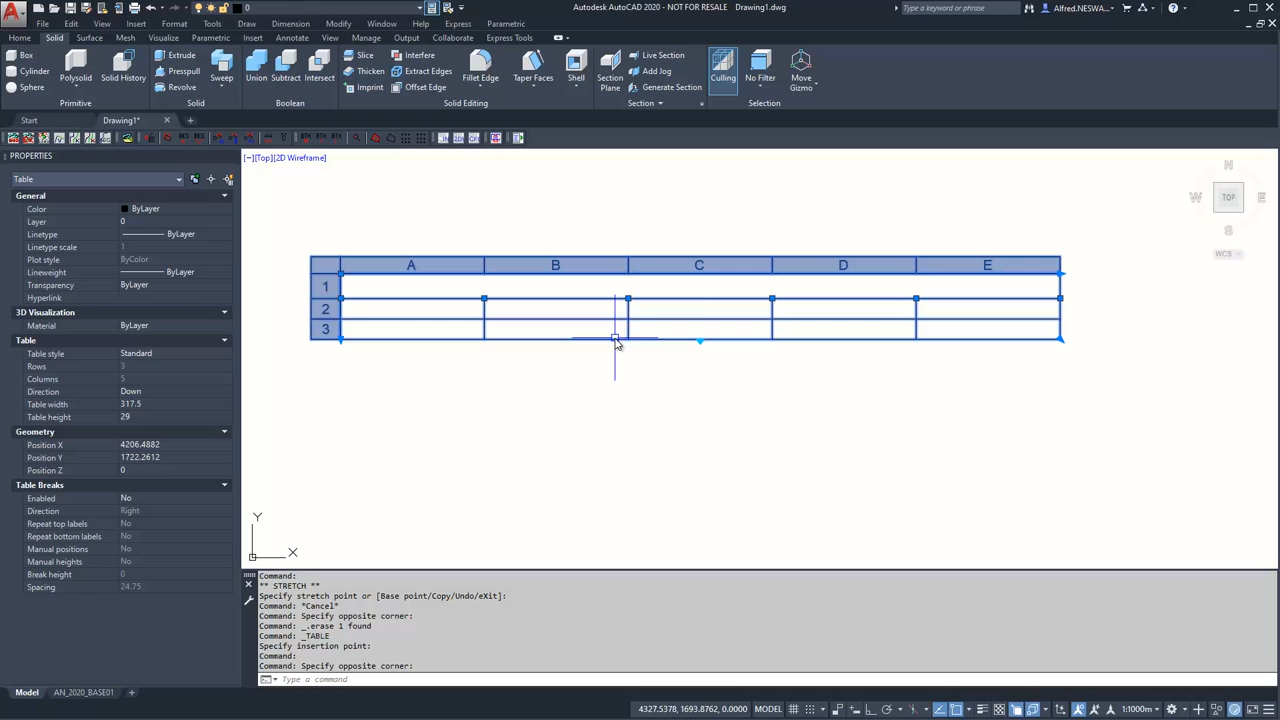 0
Autodesk AutoCAD 2020 - NOT FOR RESALE Drawing1.dwg
Type a keyword or phrase
Alfred.NESWA...
File Edit View Insert Format Tools Draw Dimension Modify Window Help Express Parametric
Home Solid Surface Mesh Visualize Parametric Insert Annotate View Manage Output Collaborate Express Tools
Box
Cylinder
Sphere
Polysolid
Solid History
Primitive
Extrude
Presspull
Revolve
Sweep
Solid
Union
Subtract
Intersect
Boolean
Slice
Thicken
Imprint
Interfere
Extract Edges
Offset Edge
Fillet Edge
Taper Faces
Shell
Solid Editing
Section
Plane
Live Section
Add Jog
Generate Section
Section
Culling
No Filter
Move
Gizmo
Selection
Start
Drawing1*
PROPERTIES
Table
General
Color ByLayer
Layer 0
Linetype ByLayer
Linetype scale 1
Plot style ByColor
Lineweight ByLayer
Transparency ByLayer
Hyperlink
3D Visualization
Material ByLayer
Table
Table style Standard
Rows 3
Columns 5
Direction Down
Table width 317.5
Table height 29
Geometry
Position X 4206.4882
Position Y 1722.2612
Position Z 0
Table Breaks
Enabled No
Direction Right
Repeat top labels No
Repeat bottom labels No
Manual positions No
Manual heights No
Break height 0
Spacing 24.75
[−][Top][2D Wireframe]
N
W TOP E
S
WCS
A B C D E
1
2
3
Y
X
Command:
** STRETCH **
Specify stretch point or [Base point/Copy/Undo/eXit]:
Command: *Cancel*
Command: Specify opposite corner:
Command: _.erase 1 found
Command: _TABLE
Specify insertion point:
Command:
Command: Specify opposite corner:
Type a command
Model AN_2020_BASE01
4327.5378, 1693.8762, 0.0000 MODEL
1:1000m